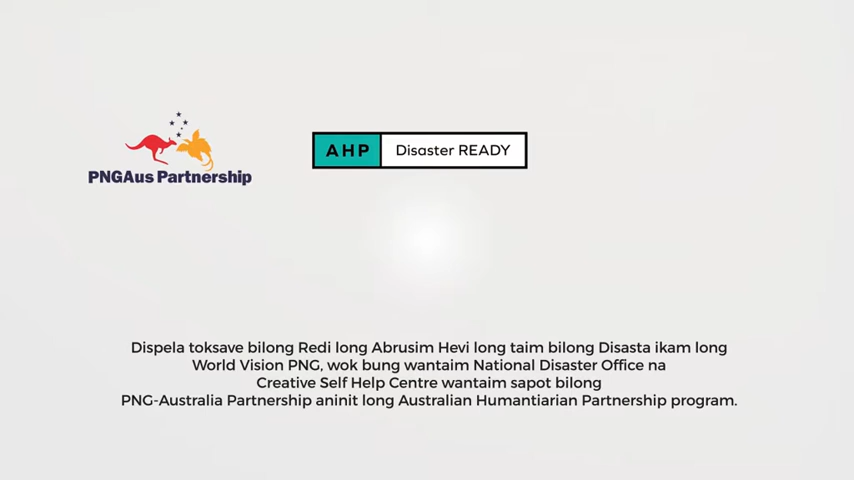 PNGAus Partnership
AHP Disaster READY
Dispela toksave bilong Redi long Abrusim Hevi long taim bilong Disasta ikam long
World Vision PNG, wok bung wantaim National Disaster Office na
Creative Self Help Centre wantaim sapot bilong
PNG-Australia Partnership aninit long Australian Humantiarian Partnership program.